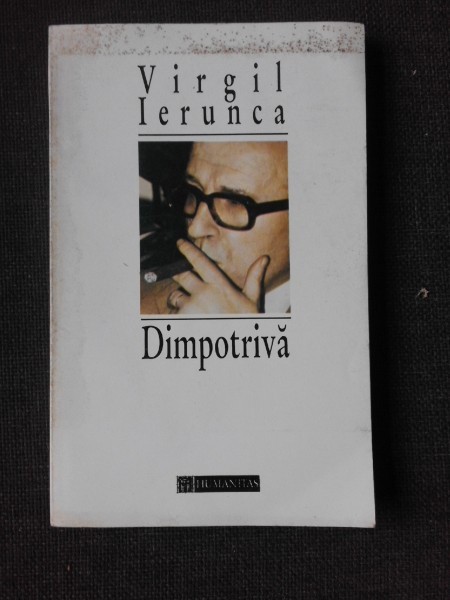 Virgil
Ierunca
Dimpotrivă
HUMANITAS